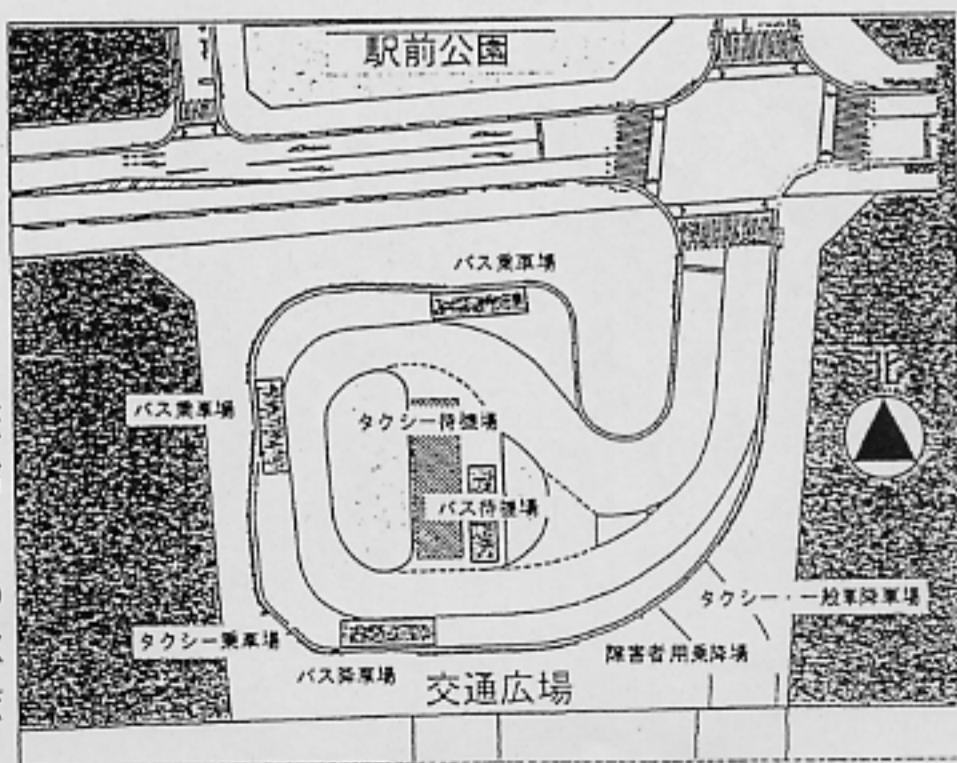 駅前公園
バス乗車場
北
バス乗車場
タクシー待機場
バス待機場
タクシー・一般車降車場
タクシー乗車場
障害者用乗降場
バス降車場
交通広場